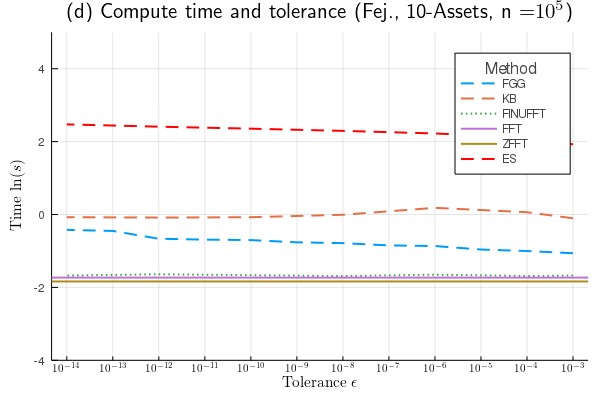 (d) Compute time and tolerance (Fej., 10-Assets, n =10⁵)
Method
FGG
KB
FINUFFT
FFT
ZFFT
ES
Time ln(s)
4
2
0
-2
-4
10⁻¹⁴ 10⁻¹³ 10⁻¹² 10⁻¹¹ 10⁻¹⁰ 10⁻⁹ 10⁻⁸ 10⁻⁷ 10⁻⁶ 10⁻⁵ 10⁻⁴ 10⁻³
Tolerance ϵ